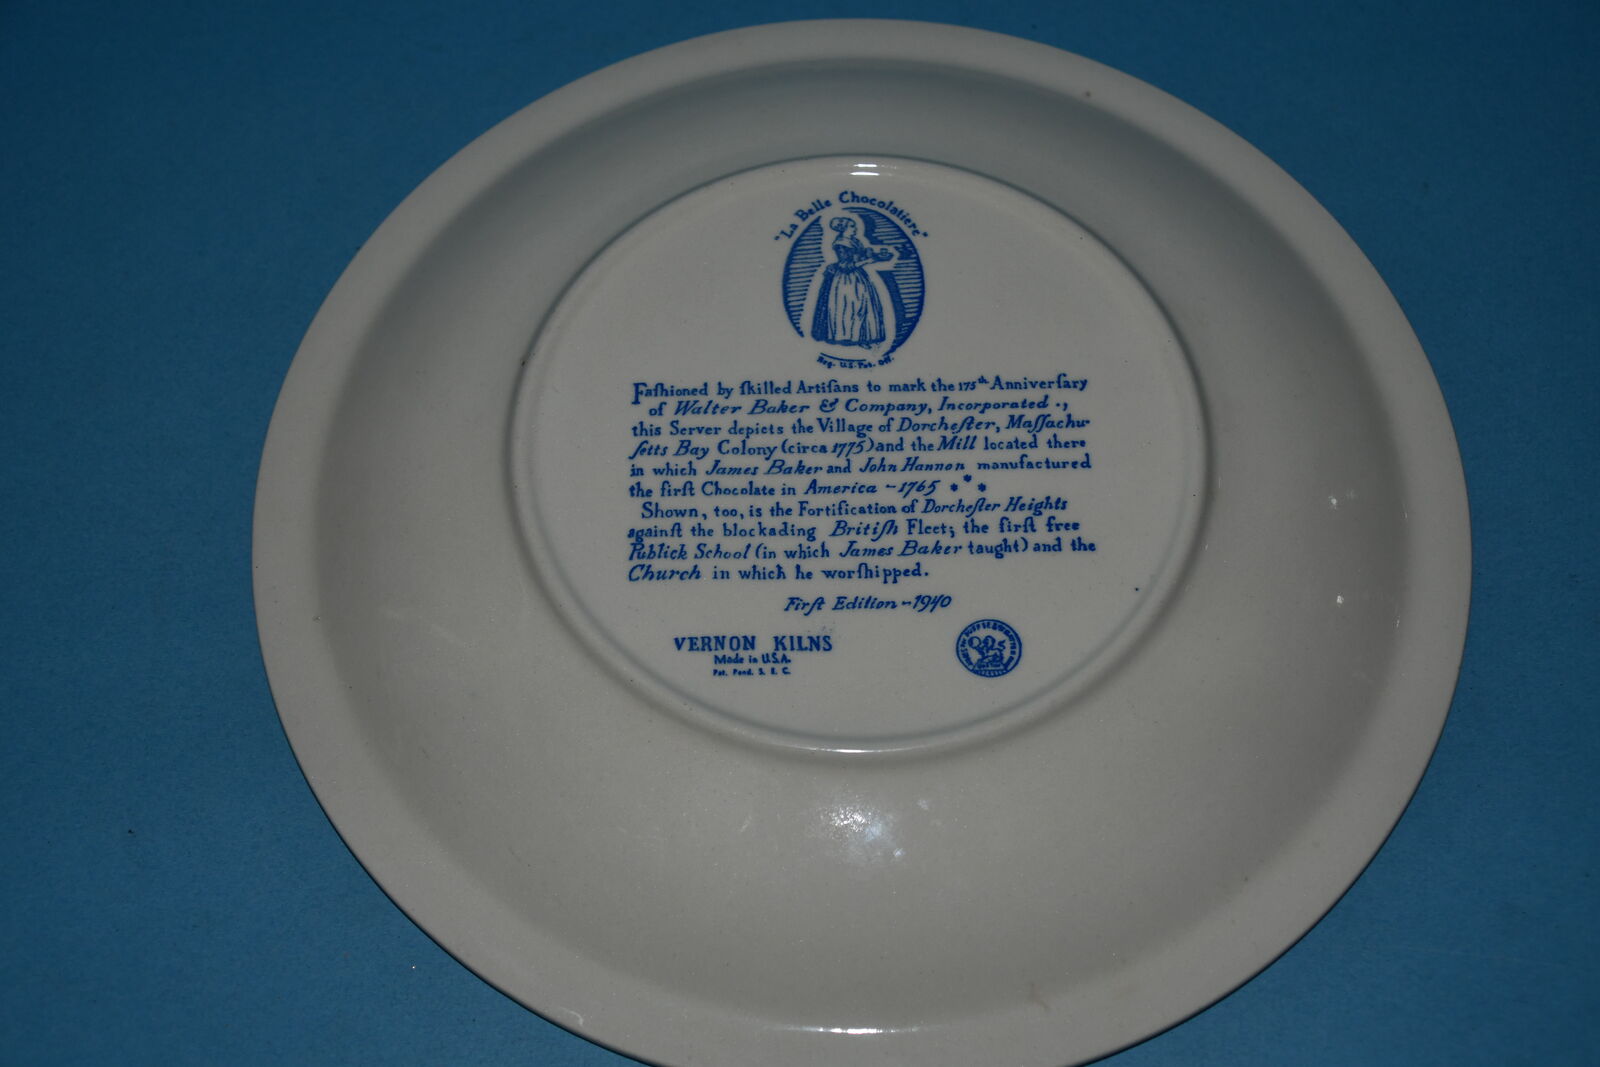 "La Belle Chocolatiere"
Reg. U.S. Pat. Off.
Faſhioned by ſkilled Artiſans to mark the 175th Anniverſary
of Walter Baker & Company, Incorporated .,
this Server depicts the Village of Dorcheſter, Maſſachu-
ſetts Bay Colony (circa 1775) and the Mill located there
in which James Baker and John Hannon manufactured
the firſt Chocolate in America ~ 1765 * * *
Shown, too, is the Fortification of Dorcheſter Heights
againſt the blockading Britiſh Fleet; the firſt free
Publick School (in which James Baker taught) and the
Church in which he worſhipped.
Firſt Edition ~ 1940
VERNON KILNS
Made in U.S.A.
Pat. Pend. S. E. C.